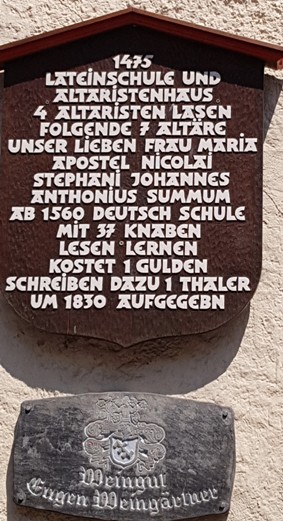 1475
LATEINSCHULE UND
ALTARISTENHAUS
4 ALTARISTEN LASEN
FOLGENDE 7 ALTÄRE
UNSER LIEBEN FRAU MARIA
APOSTEL NICOLAI
STEPHANI JOHANNES
ANTHONIUS SUMMUM
AB 1560 DEUTSCH SCHULE
MIT 37 KNABEN
LESEN LERNEN
KOSTET 1 GULDEN
SCHREIBEN DAZU 1 THALER
UM 1830 AUFGEGEBN
Weingut
Eugen Weingärtner